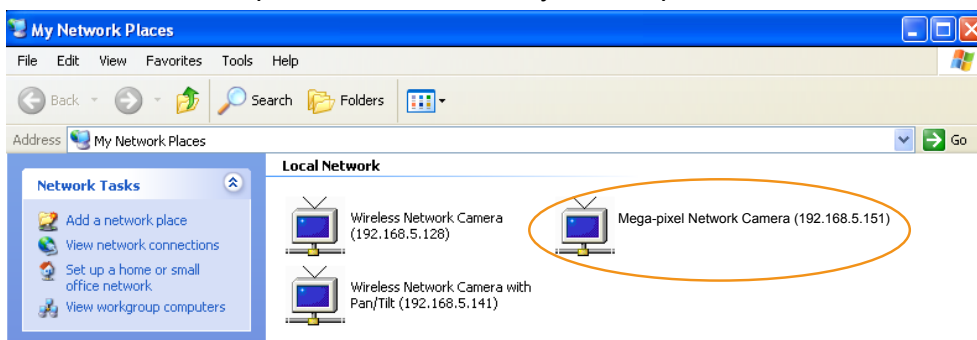 My Network Places
File Edit View Favorites Tools Help
Back Search Folders
Address My Network Places Go
Local Network
Network Tasks
Add a network place
View network connections
Set up a home or small
office network
View workgroup computers
Wireless Network Camera
(192.168.5.128)
Mega-pixel Network Camera (192.168.5.151)
Wireless Network Camera with
Pan/Tilt (192.168.5.141)